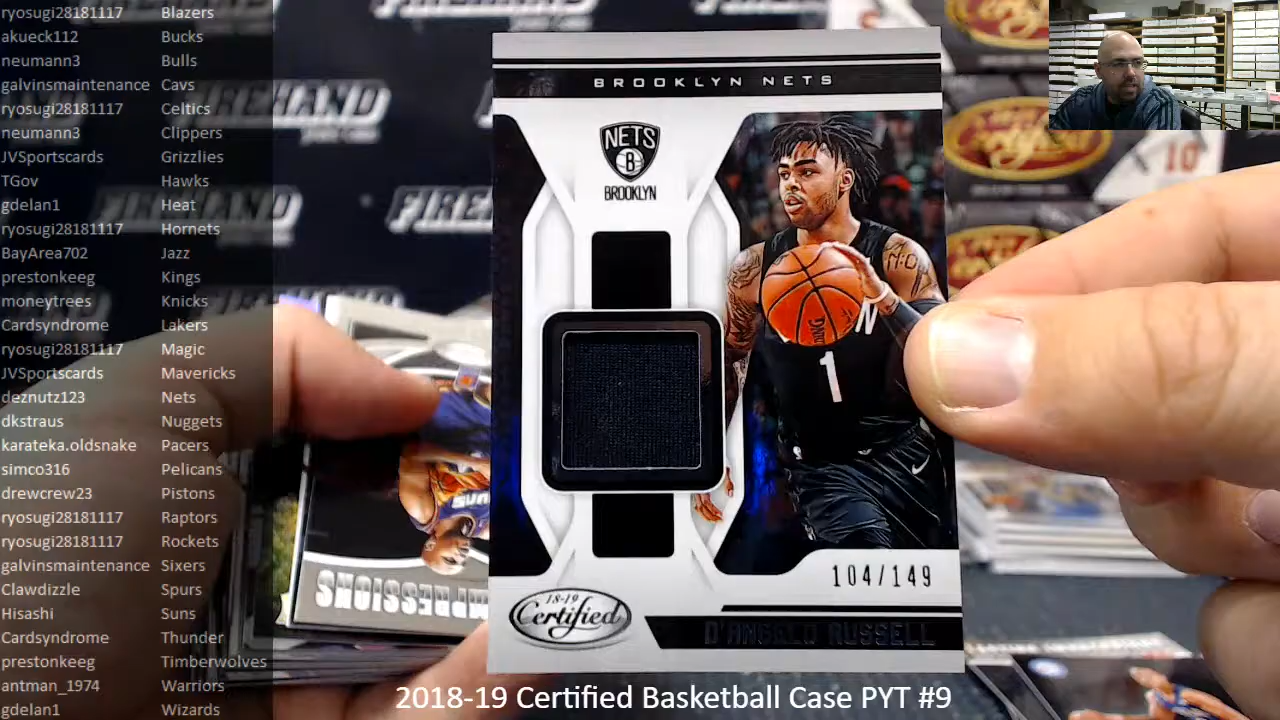 ryosugi28181117 Blazers
akueck112 Bucks
neumann3 Bulls
galvinsmaintenance Cavs
ryosugi28181117 Celtics
neumann3 Clippers
JVSportscards Grizzlies
TGov Hawks
gdelan1 Heat
ryosugi28181117 Hornets
BayArea702 Jazz
prestonkeeg Kings
moneytrees Knicks
Cardsyndrome Lakers
ryosugi28181117 Magic
JVSportscards Mavericks
deznutz123 Nets
dkstraus Nuggets
karateka.oldsnake Pacers
simco316 Pelicans
drewcrew23 Pistons
ryosugi28181117 Raptors
ryosugi28181117 Rockets
galvinsmaintenance Sixers
Clawdizzle Spurs
Hisashi Suns
Cardsyndrome Thunder
prestonkeeg Timberwolves
antman_1974 Warriors
gdelan1 Wizards
FIREHAND
BROOKLYN NETS
NETS
B
BROOKLYN
1
104/149
18-19
Certified
D'ANGELO RUSSELL
SUNS
10
2018-19 Certified Basketball Case PYT #9